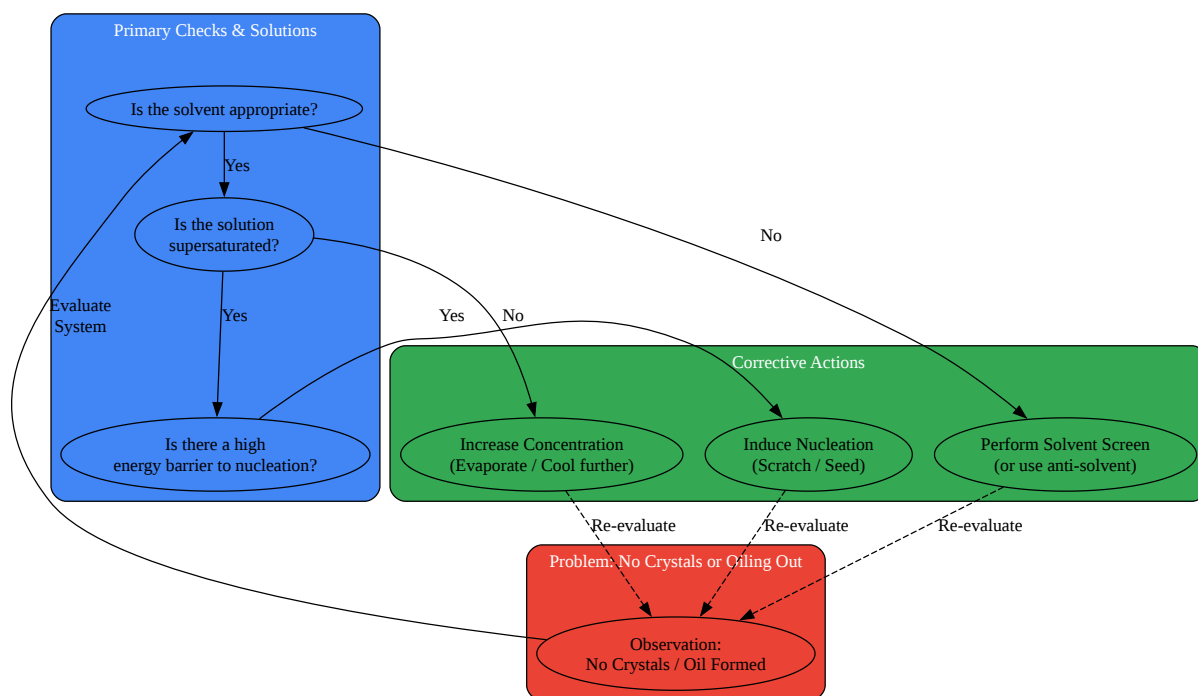 Primary Checks & Solutions
Is the solvent appropriate?
Yes
Is the solution
supersaturated?
No
Evaluate
System
Yes
Yes
No
Corrective Actions
Is there a high
energy barrier to nucleation?
Increase Concentration
(Evaporate / Cool further)
Induce Nucleation
(Scratch / Seed)
Perform Solvent Screen
(or use anti-solvent)
Re-evaluate
Re-evaluate
Re-evaluate
Problem: No Crystals or Oiling Out
Observation:
No Crystals / Oil Formed